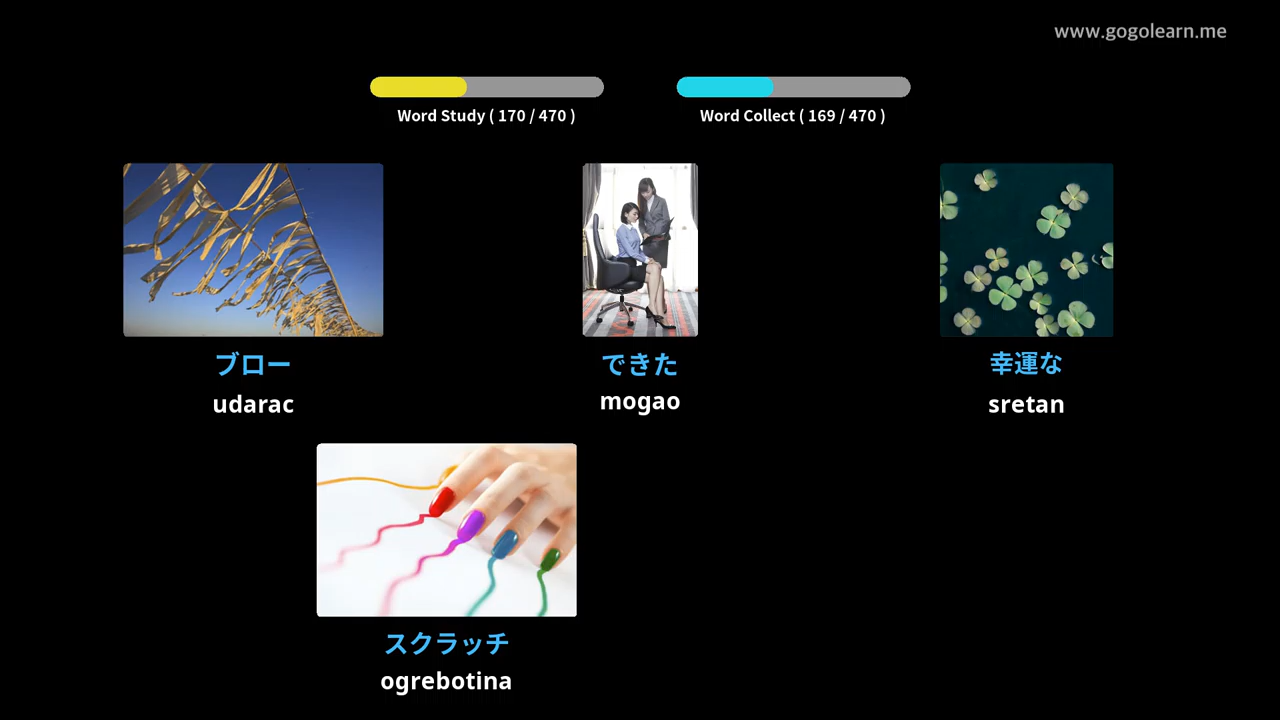 www.gogolearn.me
Word Study ( 170 / 470 )
Word Collect ( 169 / 470 )
ブロー
udarac
できた
mogao
幸運な
sretan
スクラッチ
ogrebotina